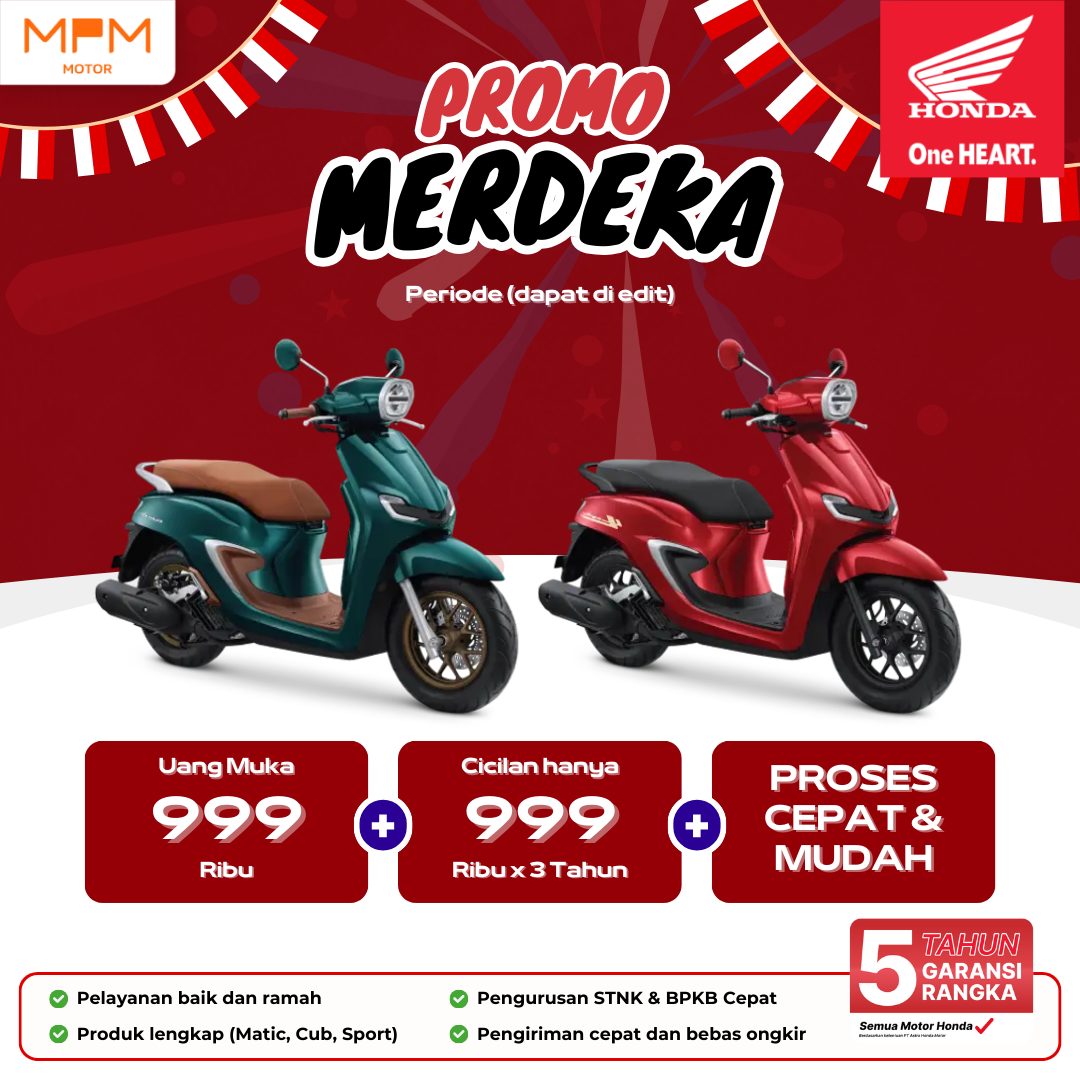 MPM
MOTOR
HONDA
One HEART.
PROMO
MERDEKA
Periode (dapat di edit)
Uang Muka
999
Ribu
+
Cicilan hanya
999
Ribu x 3 Tahun
+
PROSES
CEPAT &
MUDAH
5 TAHUN
GARANSI
RANGKA
Semua Motor Honda
Pelayanan baik dan ramah
Produk lengkap (Matic, Cub, Sport)
Pengurusan STNK & BPKB Cepat
Pengiriman cepat dan bebas ongkir